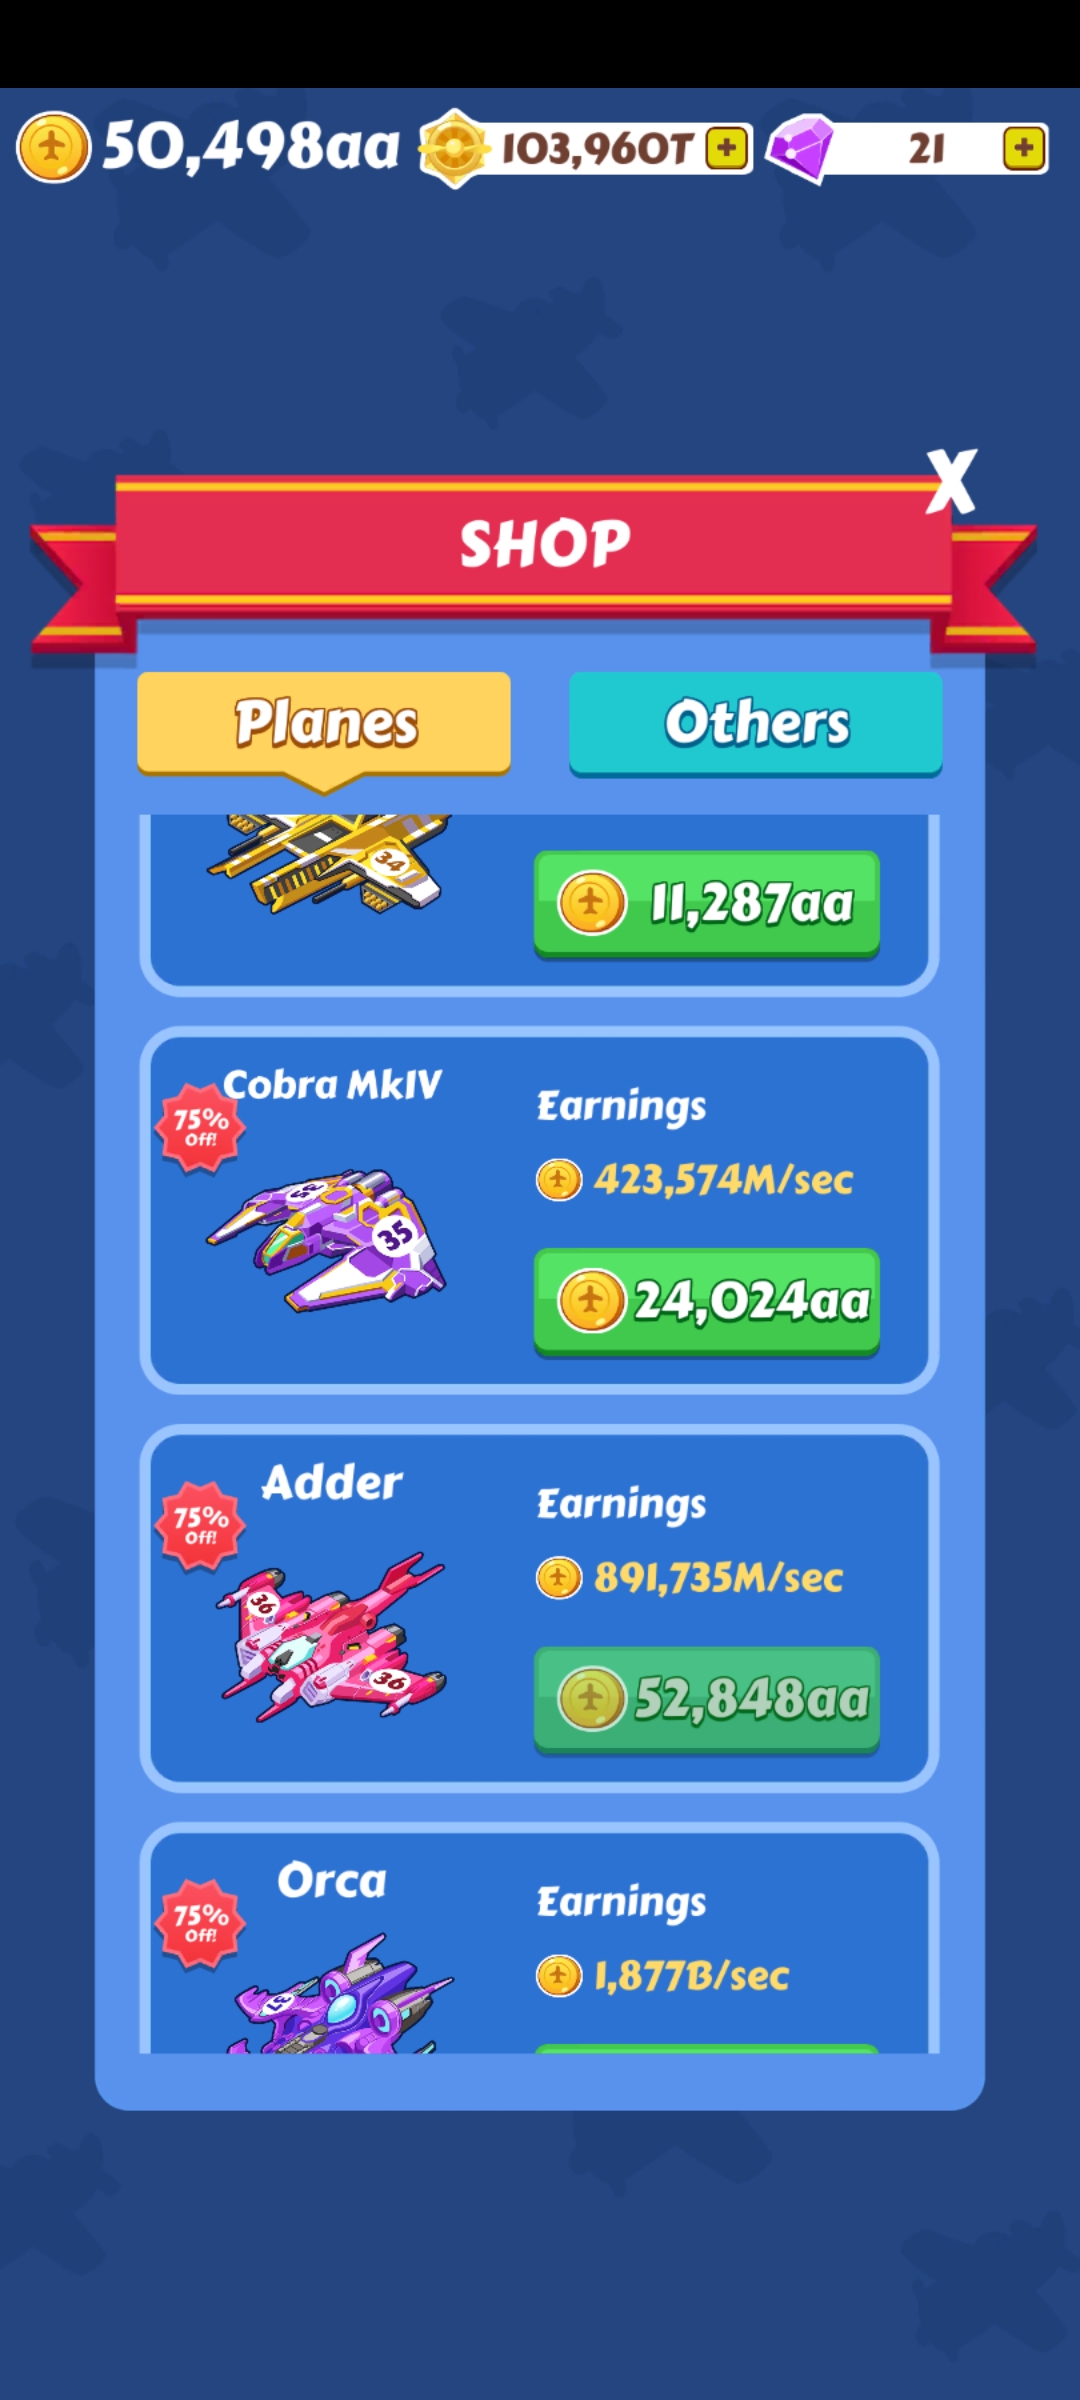 50,498aa
103,960T
+
21
+
X
SHOP
Planes
Others
34
11,287aa
Cobra MkIV
75%
Off!
Earnings
423,574M/sec
35
35
24,024aa
Adder
75%
Off!
Earnings
891,735M/sec
36
36
52,848aa
Orca
75%
Off!
Earnings
1,877B/sec
37